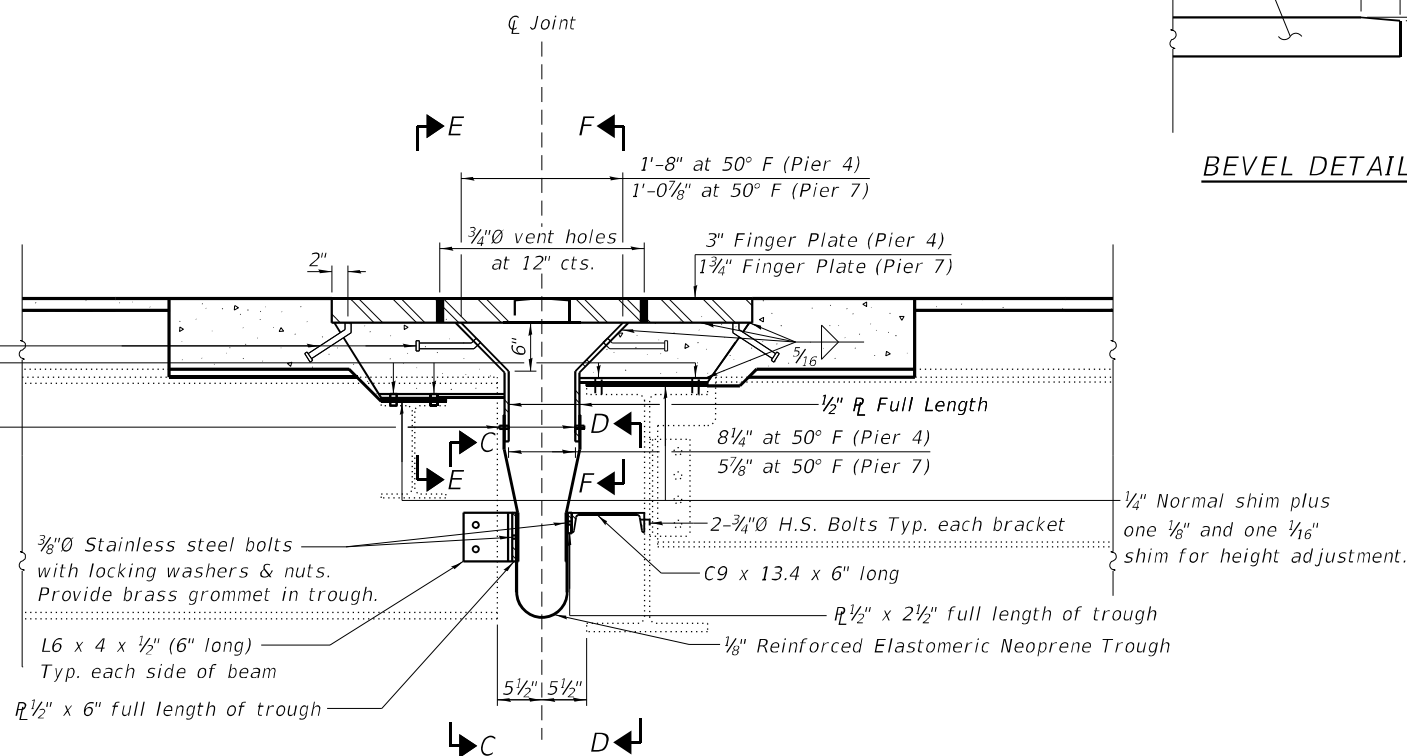 ℄ Joint
E F
1'-8" at 50° F (Pier 4)
1'-0⅞" at 50° F (Pier 7)
BEVEL DETAIL
¾"Ø vent holes
at 12" cts.
3" Finger Plate (Pier 4)
1¾" Finger Plate (Pier 7)
2"
6"
5/16
½" ⅊ Full Length
C D
8¼" at 50° F (Pier 4)
5⅞" at 50° F (Pier 7)
E F
¼" Normal shim plus
one ⅛" and one 1/16"
shim for height adjustment.
2-¾"Ø H.S. Bolts Typ. each bracket
⅜"Ø Stainless steel bolts
with locking washers & nuts.
Provide brass grommet in trough.
C9 x 13.4 x 6" long
⅊ ½" x 2½" full length of trough
L6 x 4 x ½" (6" long)
Typ. each side of beam
⅛" Reinforced Elastomeric Neoprene Trough
5½" 5½"
⅊ ½" x 6" full length of trough
C D